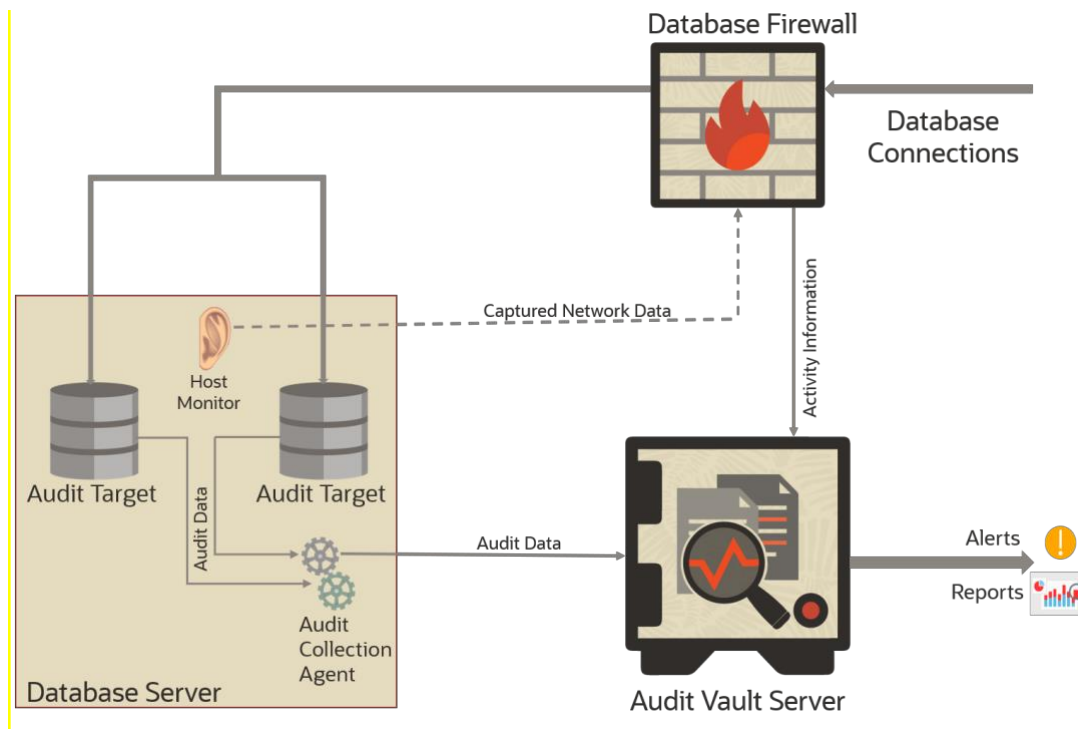 Database Firewall
Database
Connections
Captured Network Data
Activity Information
Host
Monitor
Audit Target
Audit Target
Audit Data
Audit Data
Alerts
Reports
Audit
Collection
Agent
Database Server
Audit Vault Server